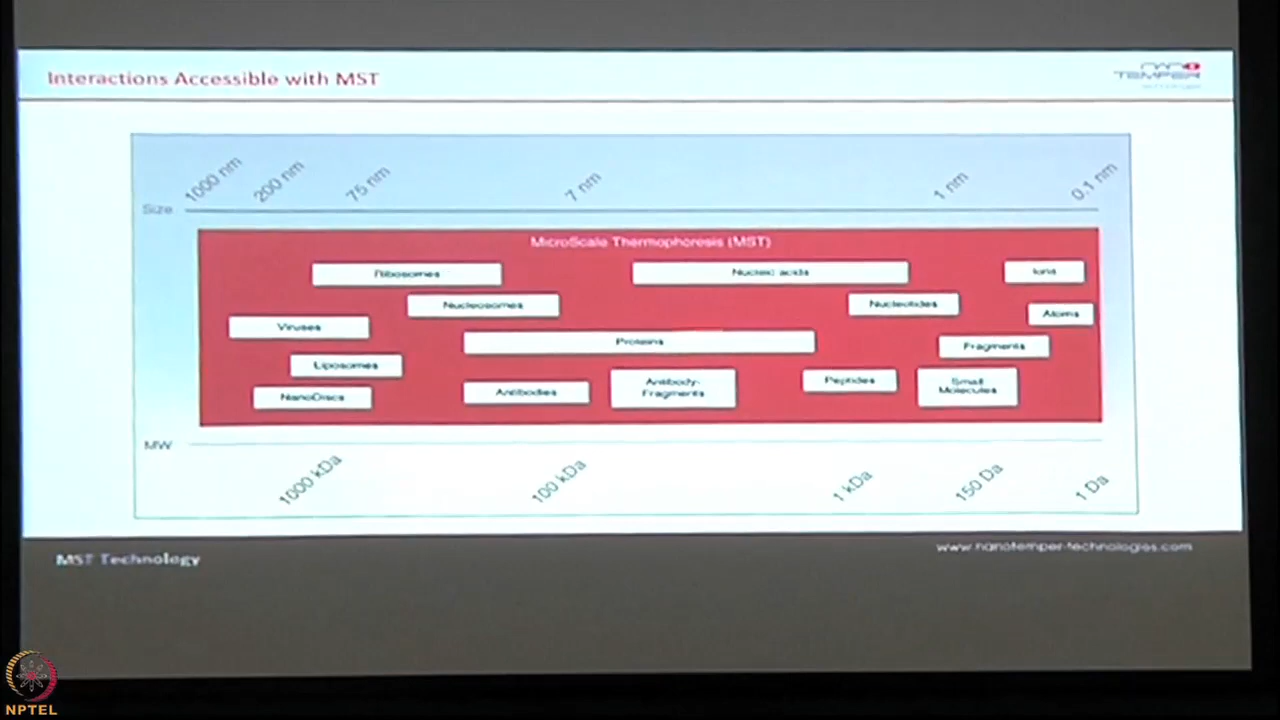 Interactions Accessible with MST
NANO
TEMPER
1000 nm
200 nm
75 nm
7 nm
1 nm
0.1 nm
Size
MicroScale Thermophoresis (MST)
Ribosomes
Nucleic acids
Ions
Nucleosomes
Nucleotides
Atoms
Viruses
Proteins
Fragments
Liposomes
Antibodies
Antibody-
Fragments
Peptides
Small
Molecules
NanoDiscs
MW
1000 kDa
100 kDa
1 kDa
150 Da
1 Da
MST Technology
www.nanotemper-technologies.com
NPTEL